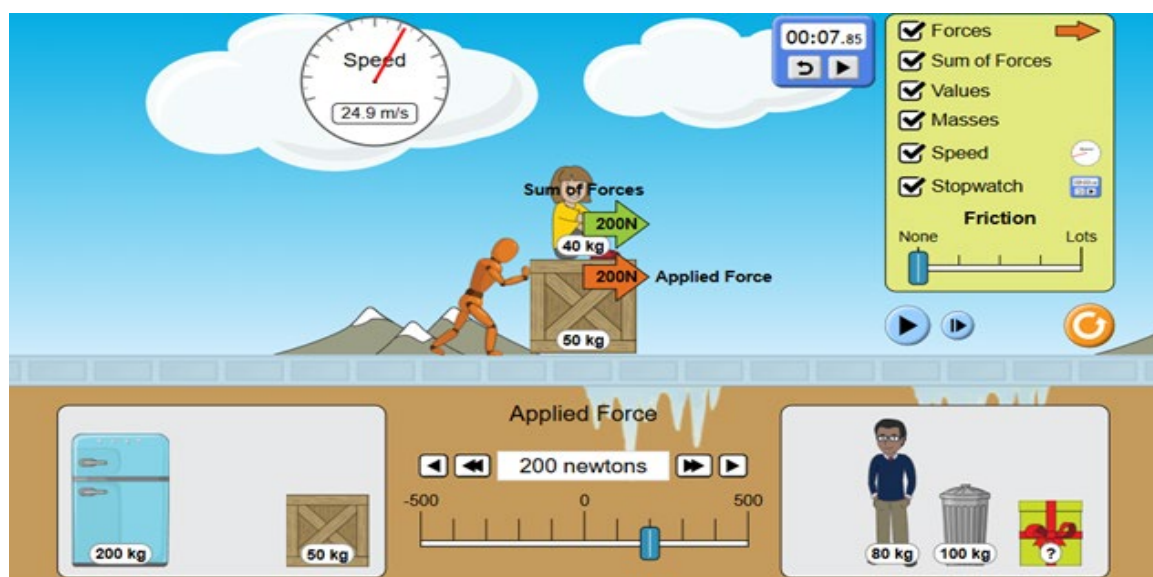 Speed
24.9 m/s
00:07.85
Forces
Sum of Forces
Values
Masses
Speed
Stopwatch
Friction
None
Lots
Sum of Forces
200N
40 kg
200N
Applied Force
50 kg
Applied Force
200 newtons
-500
0
500
200 kg
50 kg
80 kg
100 kg
?